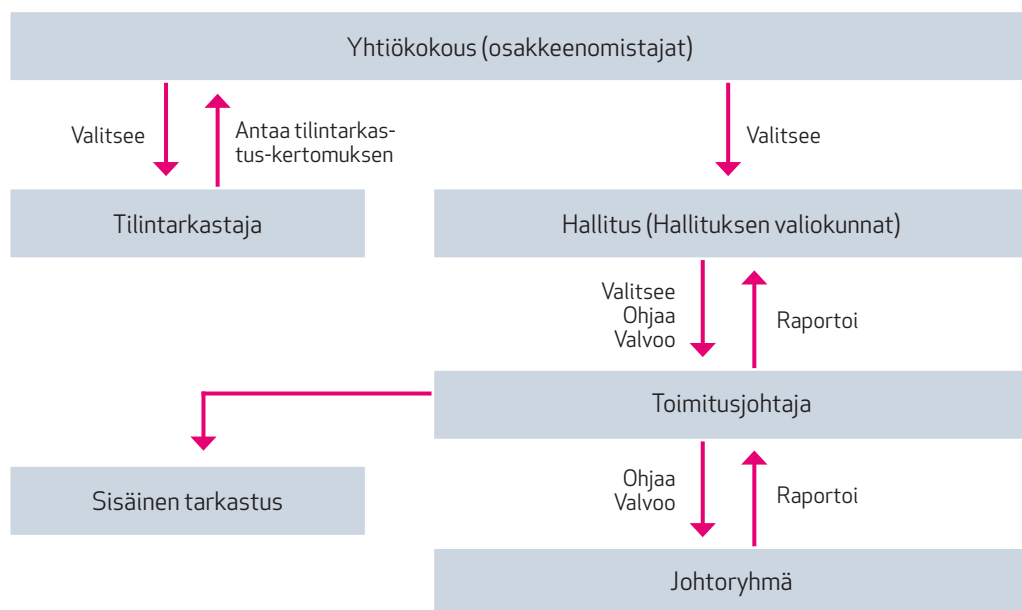 Yhtiökokous (osakkeenomistajat)
Valitsee
Antaa tilintarkas-
tus-kertomuksen
Valitsee
Tilintarkastaja
Hallitus (Hallituksen valiokunnat)
Valitsee
Ohjaa
Valvoo
Raportoi
Toimitusjohtaja
Sisäinen tarkastus
Ohjaa
Valvoo
Raportoi
Johtoryhmä